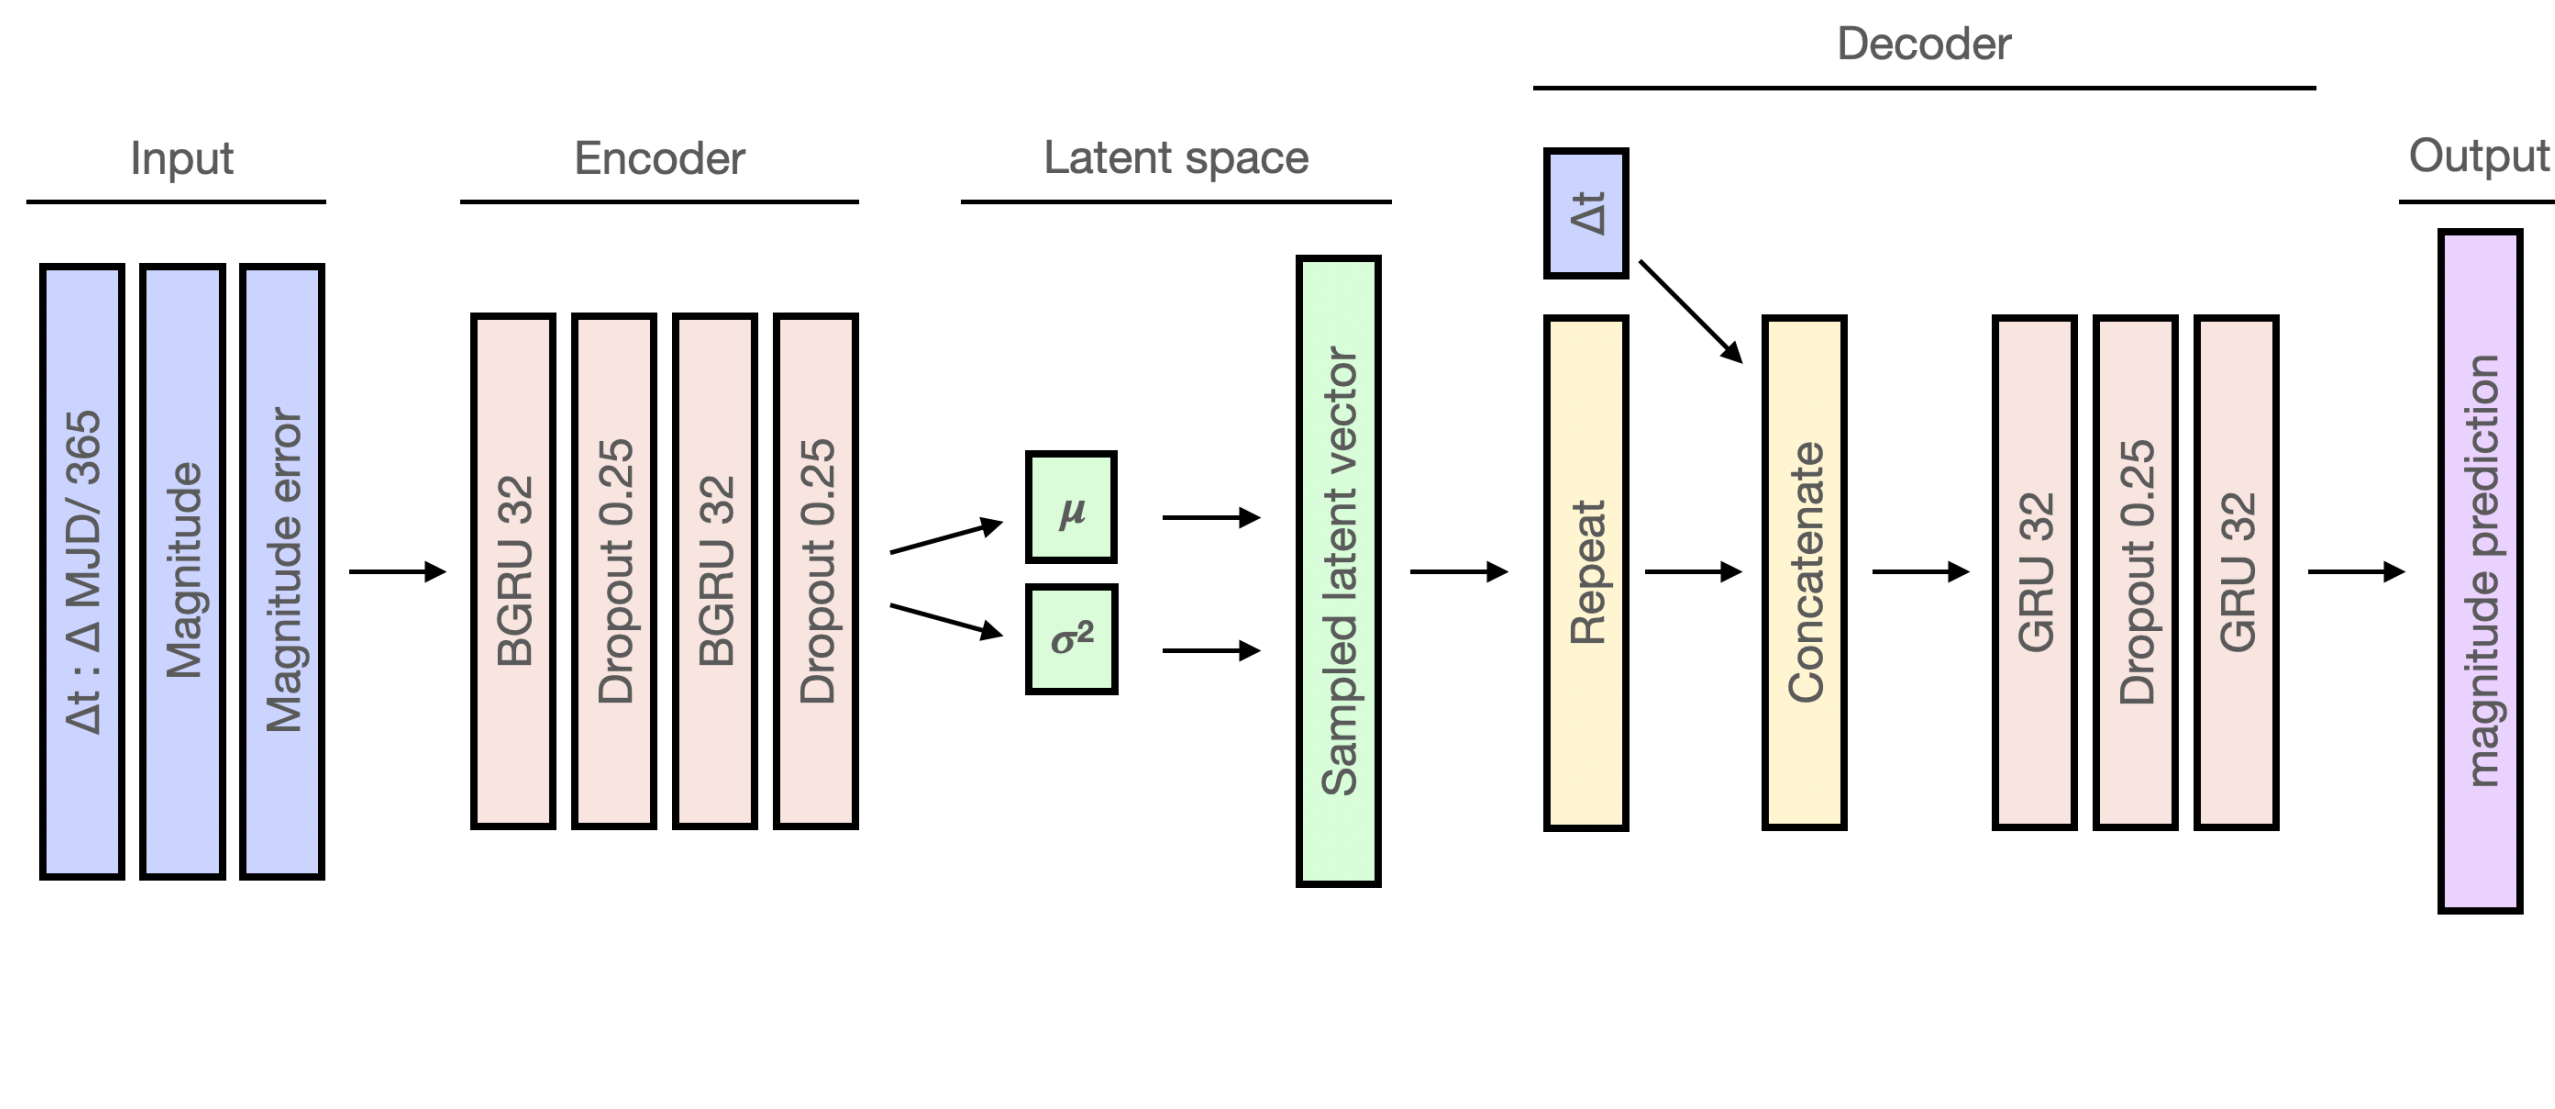 Input
Δt : Δ MJD/ 365
Magnitude
Magnitude error
Encoder
BGRU 32
Dropout 0.25
BGRU 32
Dropout 0.25
Latent space
μ
σ²
Sampled latent vector
Decoder
Δt
Repeat
Concatenate
GRU 32
Dropout 0.25
GRU 32
Output
magnitude prediction